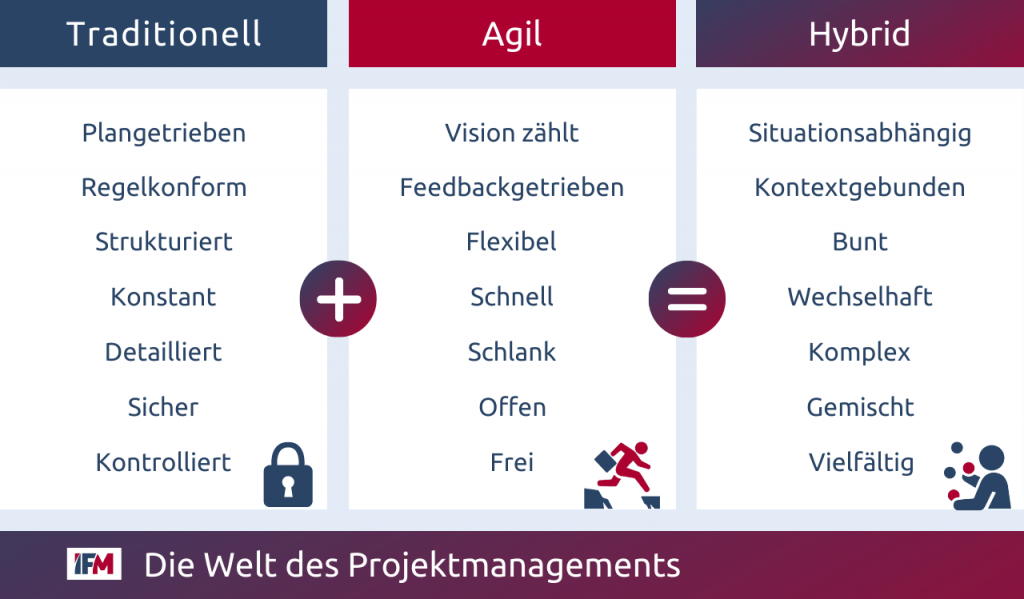 Traditionell
Plangetrieben
Regelkonform
Strukturiert
Konstant
Detailliert
Sicher
Kontrolliert
+
Agil
Vision zählt
Feedbackgetrieben
Flexibel
Schnell
Schlank
Offen
Frei
=
Hybrid
Situationsabhängig
Kontextgebunden
Bunt
Wechselhaft
Komplex
Gemischt
Vielfältig
IFM Die Welt des Projektmanagements